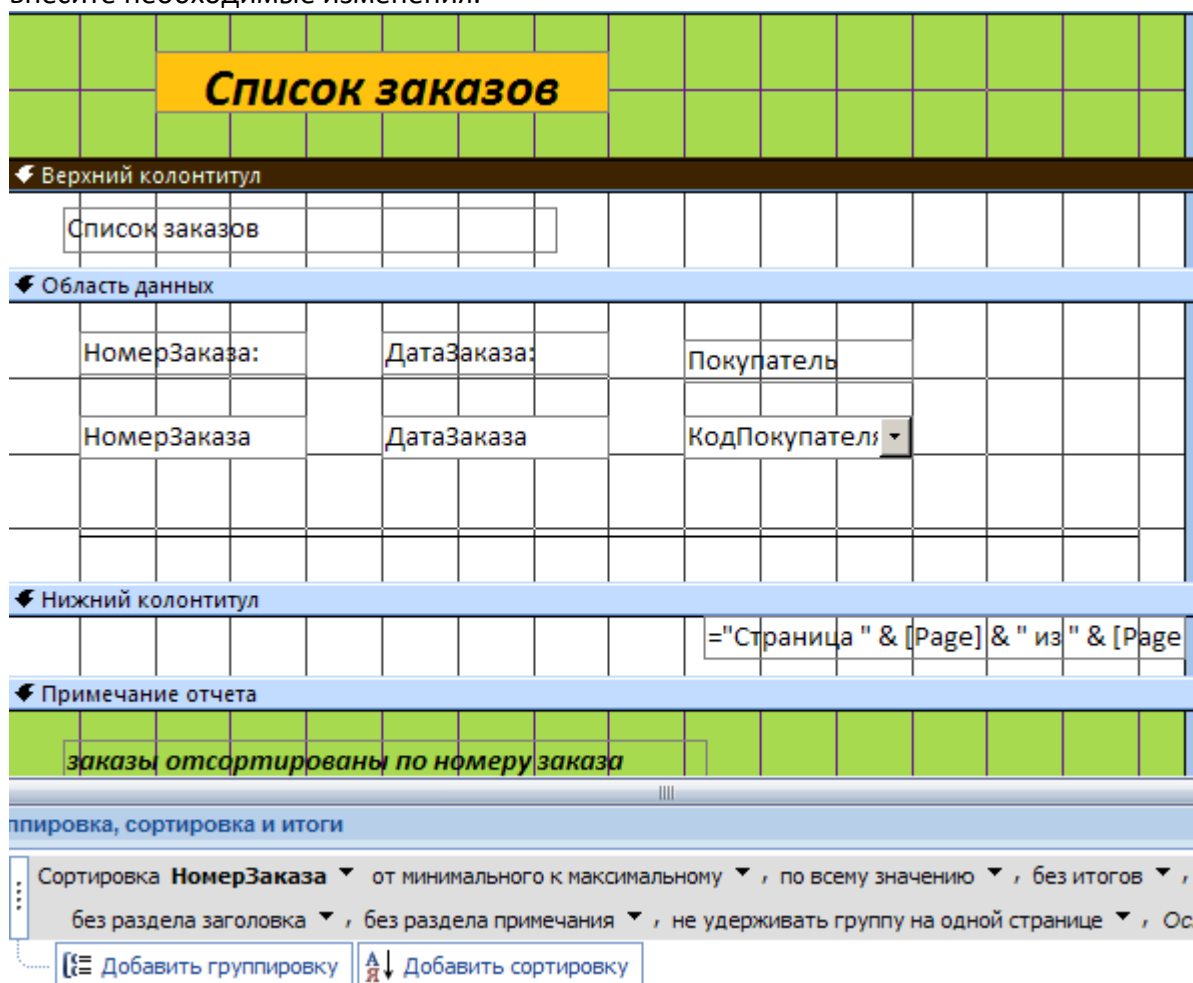 внесите необходимые изменения.
Список заказов
Верхний колонтитул
Список заказов
Область данных
НомерЗаказа: ДатаЗаказа: Покупатель
НомерЗаказа ДатаЗаказа КодПокупателя
Нижний колонтитул
="Страница " & [Page] & " из " & [Page
Примечание отчета
заказы отсортированы по номеру заказа
ппировка, сортировка и итоги
Сортировка НомерЗаказа от минимального к максимальному , по всему значению , без итогов ,
без раздела заголовка , без раздела примечания , не удерживать группу на одной странице , Ос
Добавить группировку Добавить сортировку